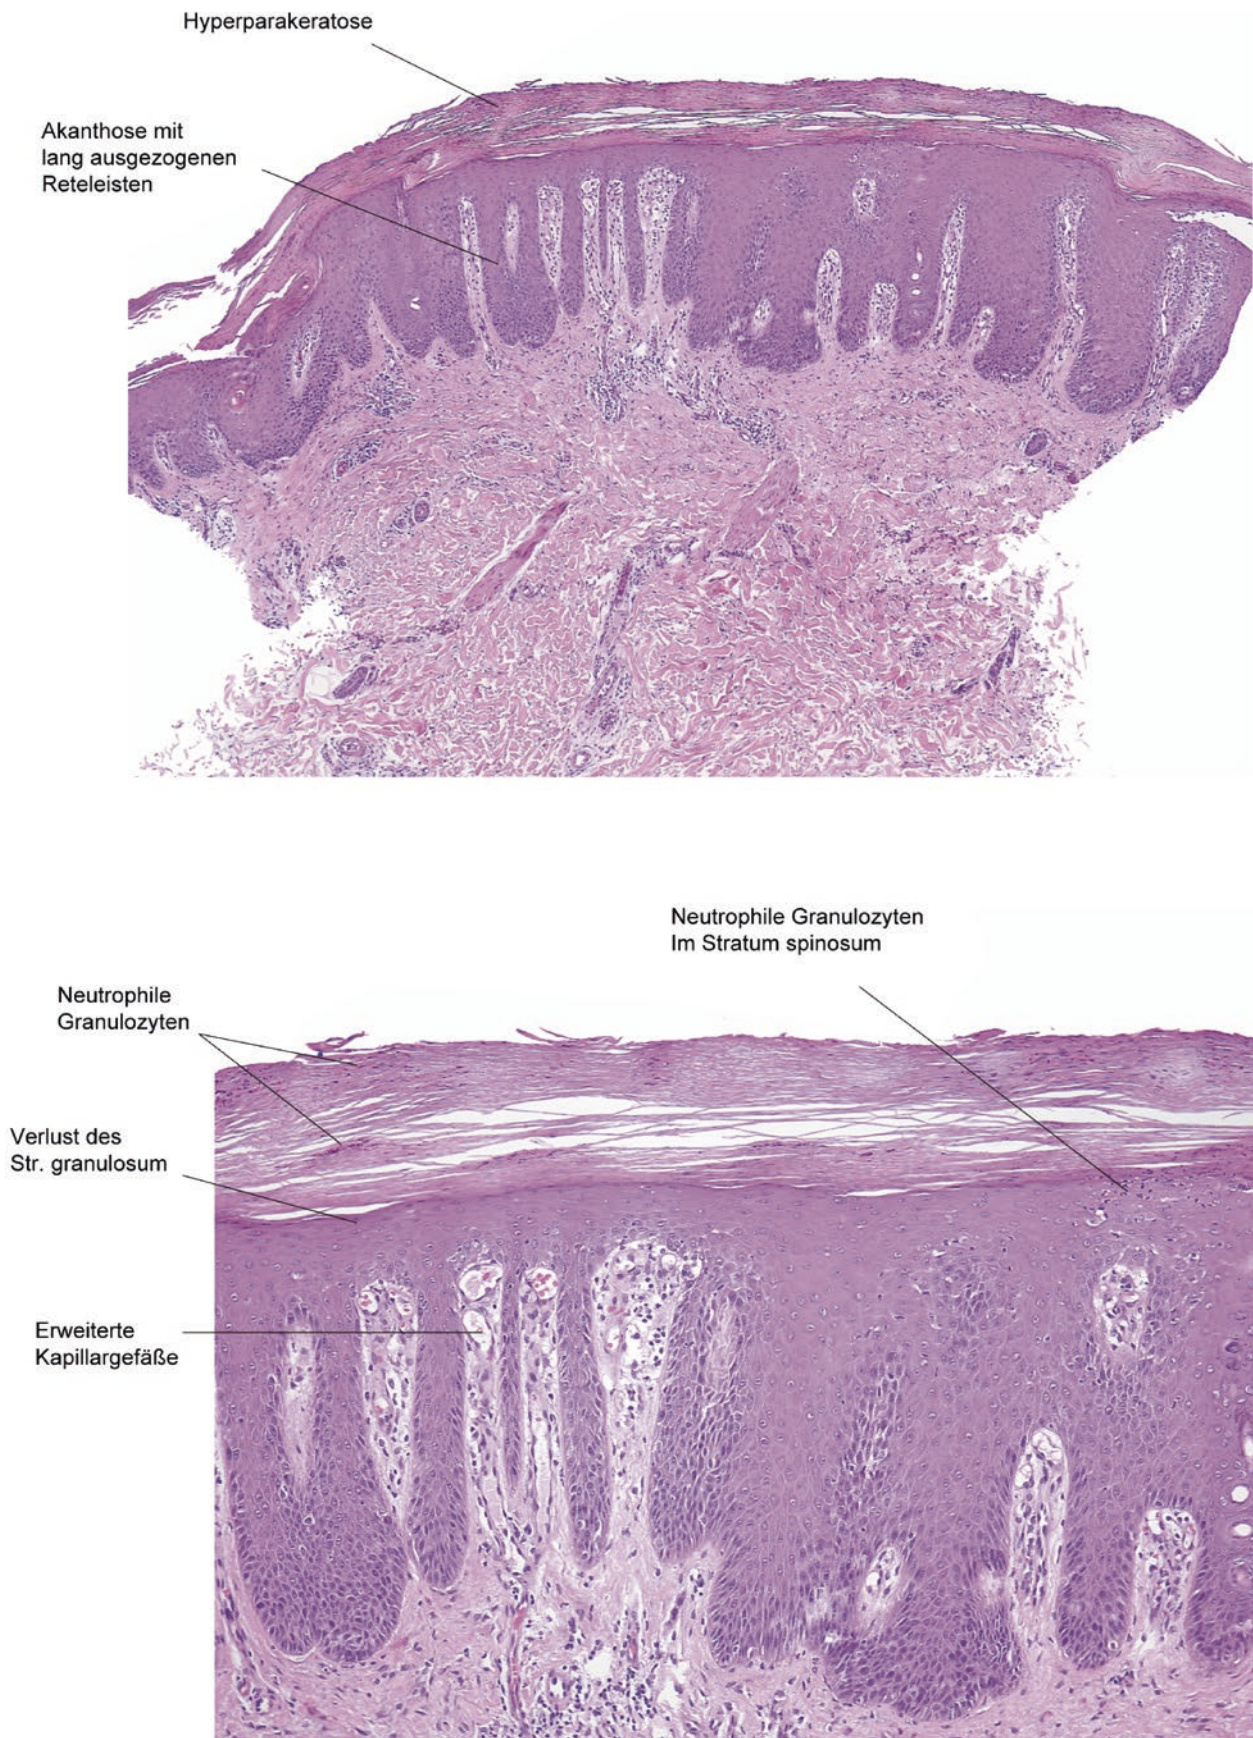 Hyperparakeratose
Akanthose mit
lang ausgezogenen
Reteleisten
Neutrophile Granulozyten
Im Stratum spinosum
Neutrophile
Granulozyten
Verlust des
Str. granulosum
Erweiterte
Kapillargefäße